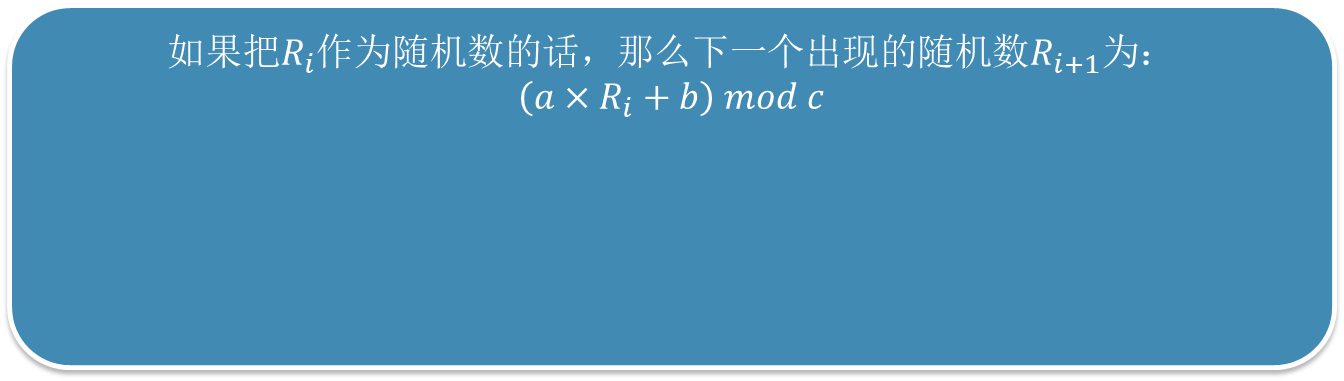 如果把𝑅𝑖作为随机数的话，那么下一个出现的随机数𝑅𝑖+1为：
(𝑎 × 𝑅𝑖 + 𝑏) 𝑚𝑜𝑑 𝑐